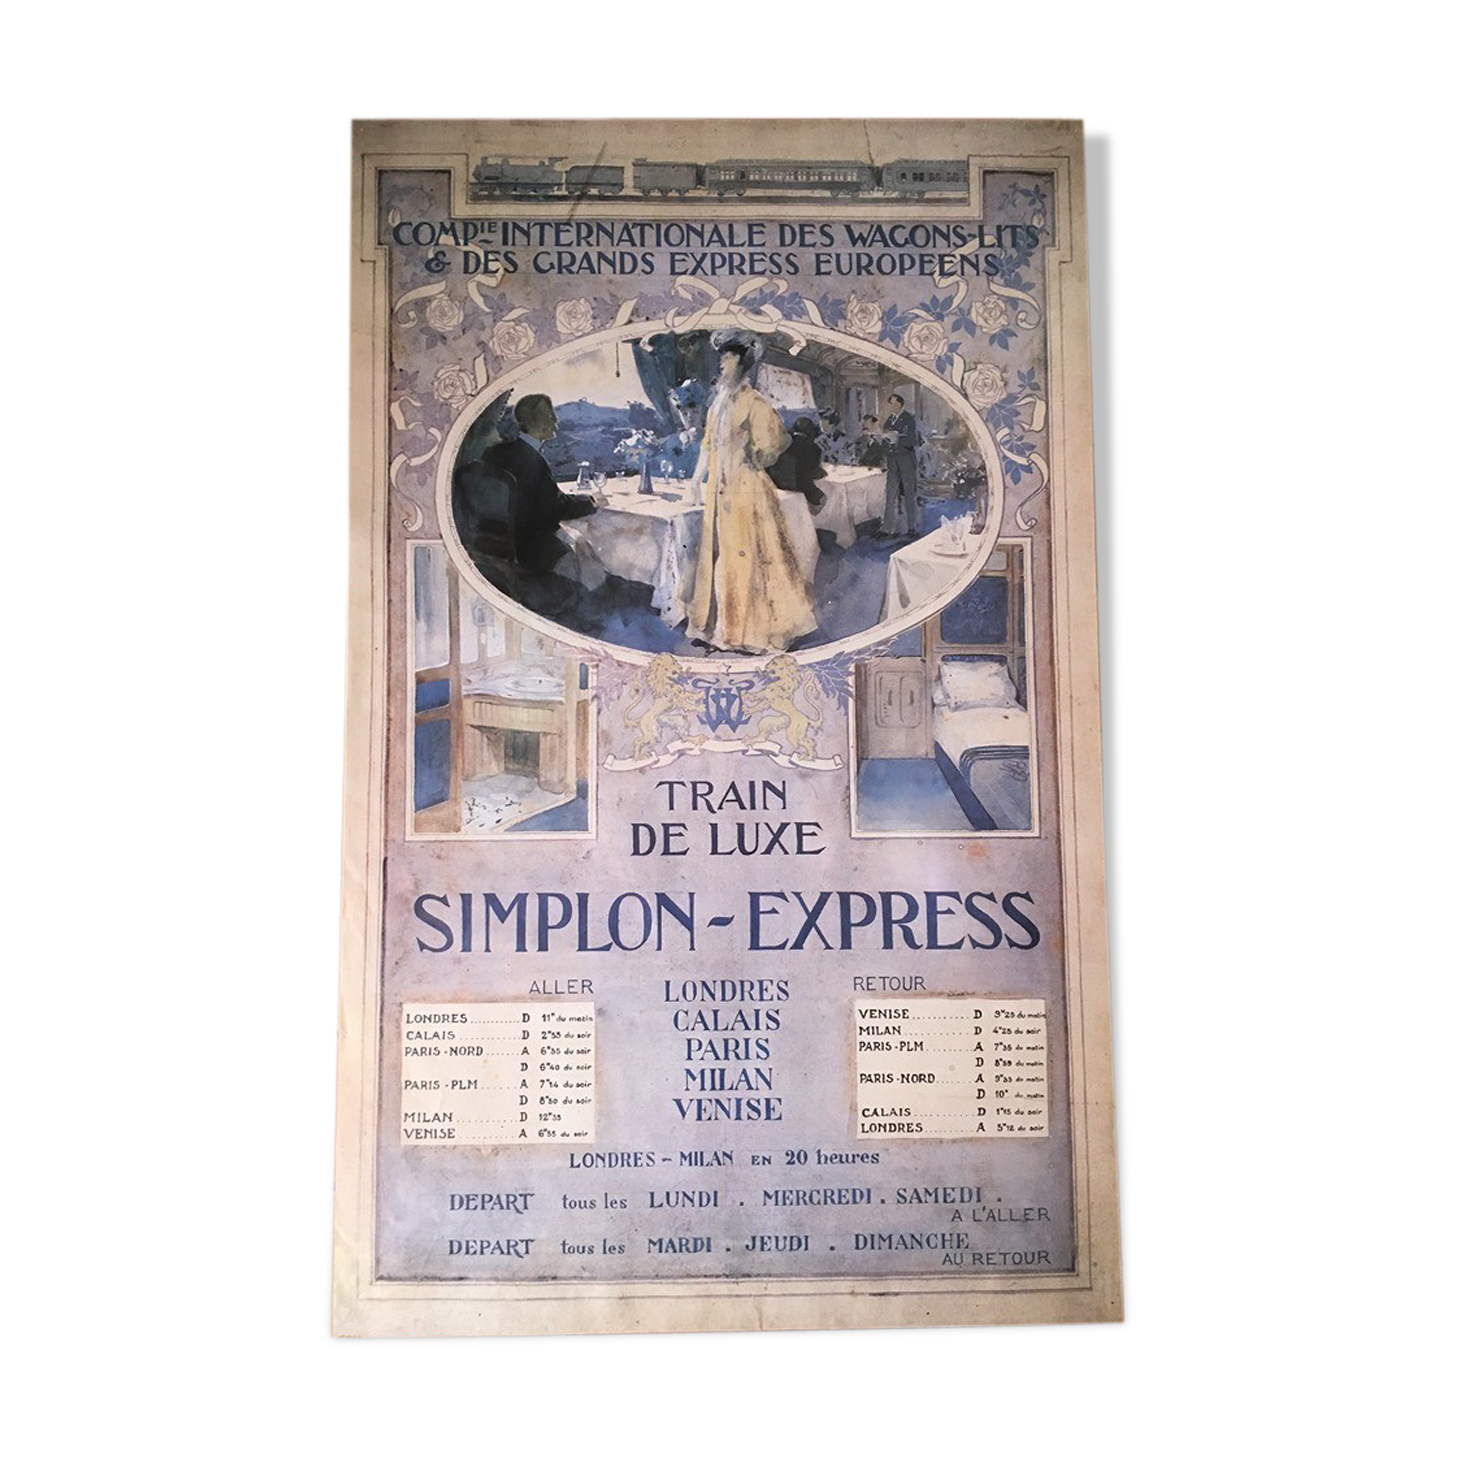 COMPIE INTERNATIONALE DES WAGONS-LITS
& DES GRANDS EXPRESS EUROPEENS
WL
TRAIN
DE LUXE
SIMPLON-EXPRESS
ALLER
LONDRES.......... D 11H du matin
CALAIS .......... D 2H55 du soir
PARIS-NORD ...... A 6H35 du soir
D 6H40 du soir
PARIS-PLM ...... A 7H14 du soir
D 8H30 du soir
MILAN ........... D 12H35
VENISE .......... A 6H55 du soir
LONDRES
CALAIS
PARIS
MILAN
VENISE
RETOUR
VENISE ........... D 9H25 du matin
MILAN ............ D 4H25 du soir
PARIS-PLM ....... A 7H35 du matin
D 8H59 du matin
PARIS-NORD ....... A 9H33 du matin
D 10H du matin
CALAIS ........... D 1H15 du soir
LONDRES .......... A 5H12 du soir
LONDRES - MILAN EN 20 heures
DEPART tous les LUNDI . MERCREDI . SAMEDI .
A L'ALLER
DEPART tous les MARDI . JEUDI . DIMANCHE
AU RETOUR